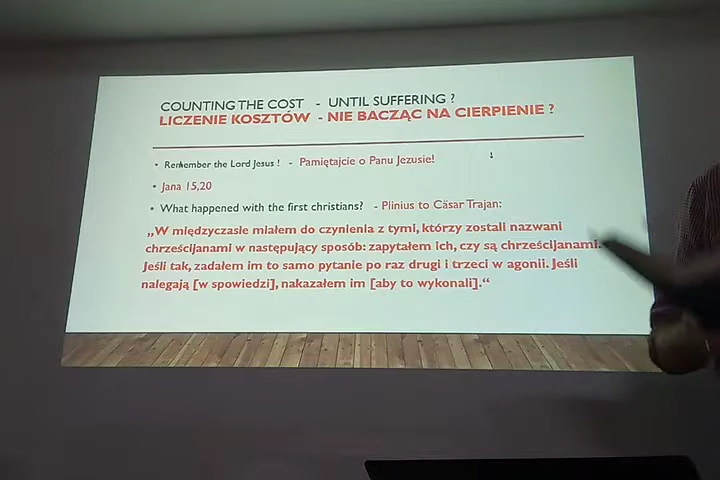 COUNTING THE COST - UNTIL SUFFERING ?
LICZENIE KOSZTÓW - NIE BACZĄC NA CIERPIENIE ?
• Remember the Lord Jesus ! - Pamiętajcie o Panu Jezusie!
• Jana 15,20
• What happened with the first christians? - Plinius to Cäsar Trajan:
„W międzyczasie miałem do czynienia z tymi, którzy zostali nazwani
chrześcijanami w następujący sposób: zapytałem ich, czy są chrześcijanami.
Jeśli tak, zadałem im to samo pytanie po raz drugi i trzeci w agonii. Jeśli
nalegają [w spowiedzi], nakazałem im [aby to wykonali].“